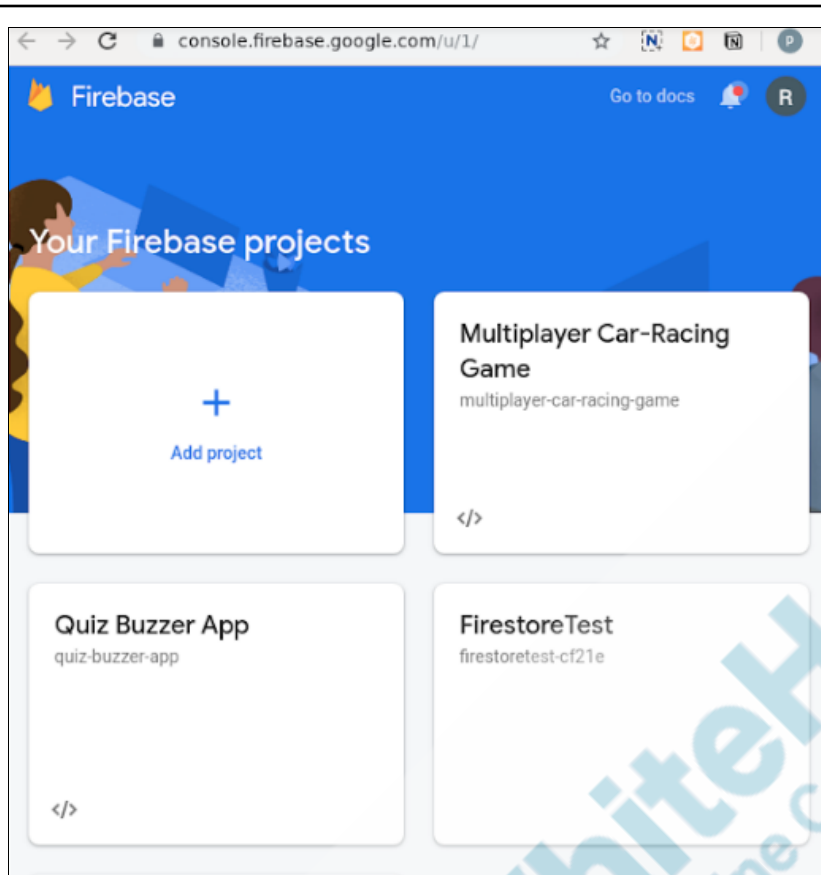 console.firebase.google.com/u/1/
P
Firebase
Go to docs
R
Your Firebase projects
+
Add project
Multiplayer Car-Racing
Game
multiplayer-car-racing-game
</>
Quiz Buzzer App
quiz-buzzer-app
</>
FirestoreTest
firestoretest-cf21e